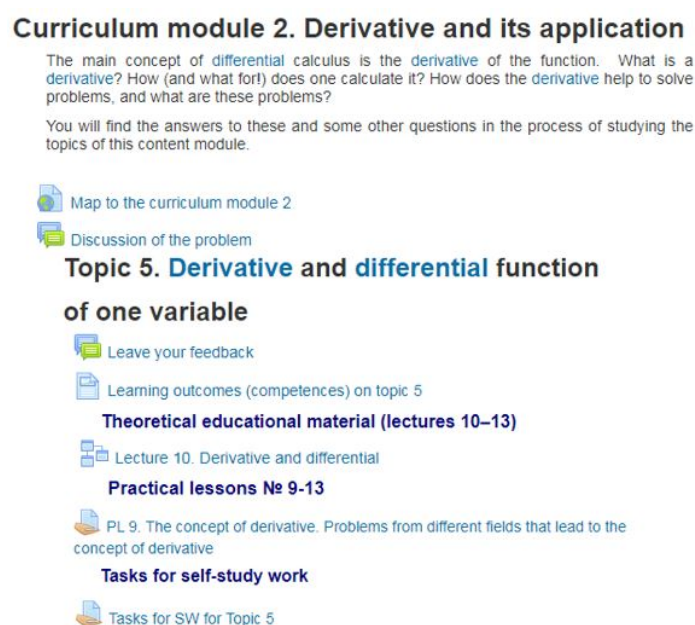 Curriculum module 2. Derivative and its application
The main concept of differential calculus is the derivative of the function. What is a
derivative? How (and what for!) does one calculate it? How does the derivative help to solve
problems, and what are these problems?
You will find the answers to these and some other questions in the process of studying the
topics of this content module.
Map to the curriculum module 2
Discussion of the problem
Topic 5. Derivative and differential function
of one variable
Leave your feedback
Learning outcomes (competences) on topic 5
Theoretical educational material (lectures 10–13)
Lecture 10. Derivative and differential
Practical lessons № 9-13
PL 9. The concept of derivative. Problems from different fields that lead to the
concept of derivative
Tasks for self-study work
Tasks for SW for Topic 5